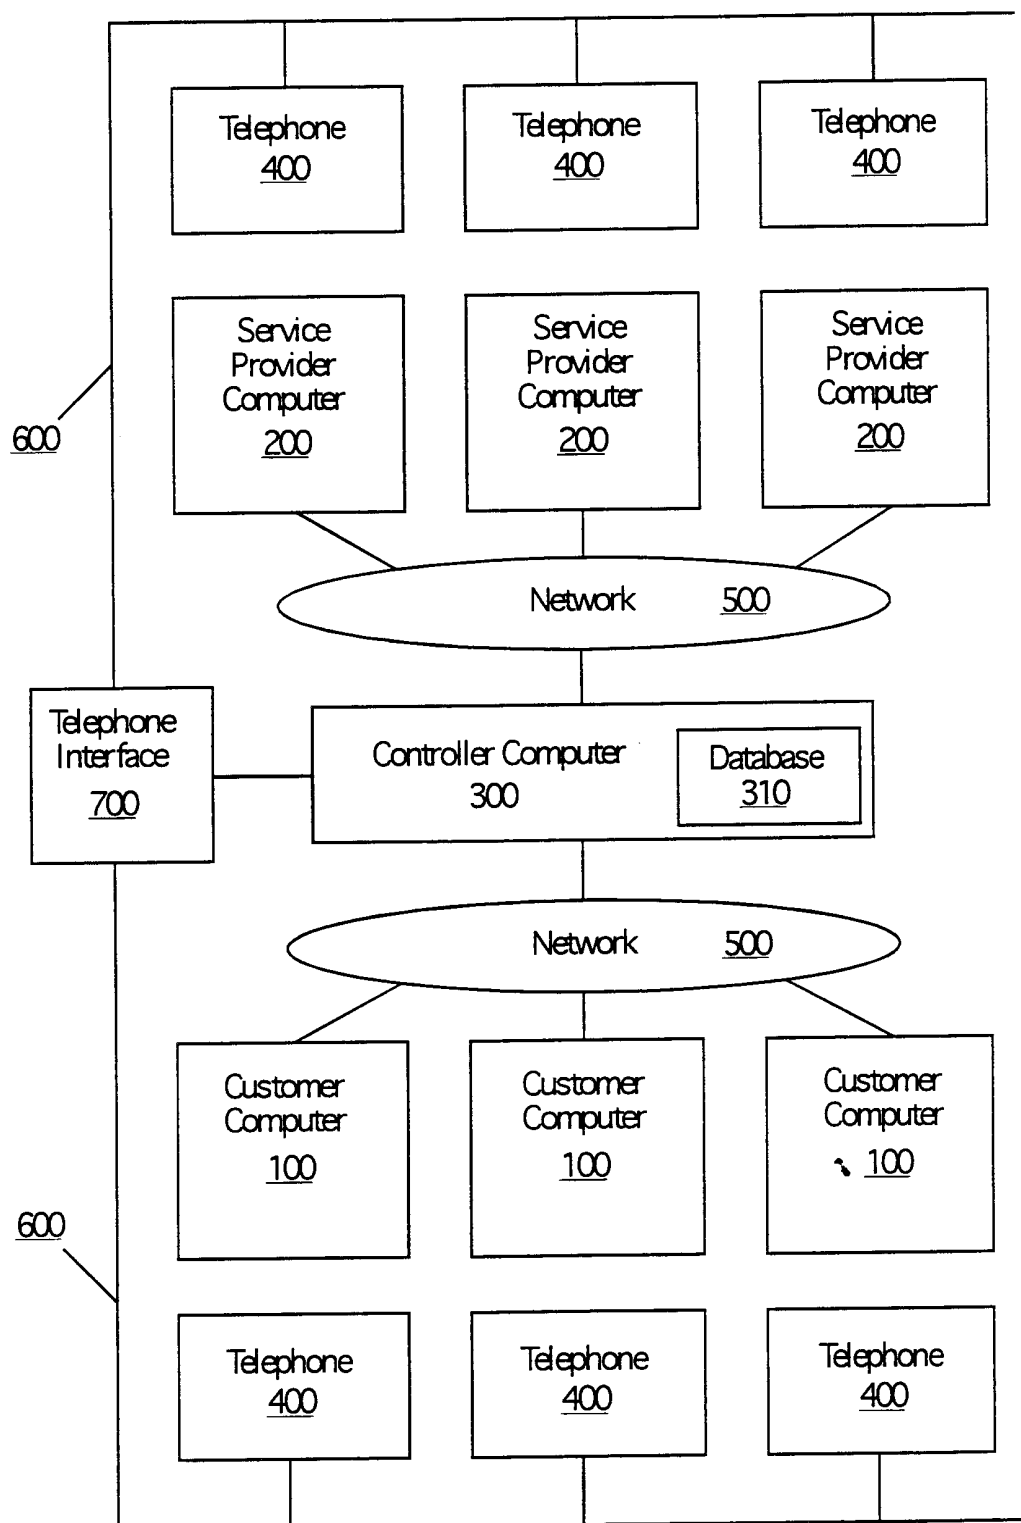 Telephone
400
Telephone
400
Telephone
400
Service
Provider
Computer
200
Service
Provider
Computer
200
Service
Provider
Computer
200
600
Network 500
Telephone
Interface
700
Controller Computer
300
Database
310
Network 500
Customer
Computer
100
Customer
Computer
100
Customer
Computer
100
600
Telephone
400
Telephone
400
Telephone
400